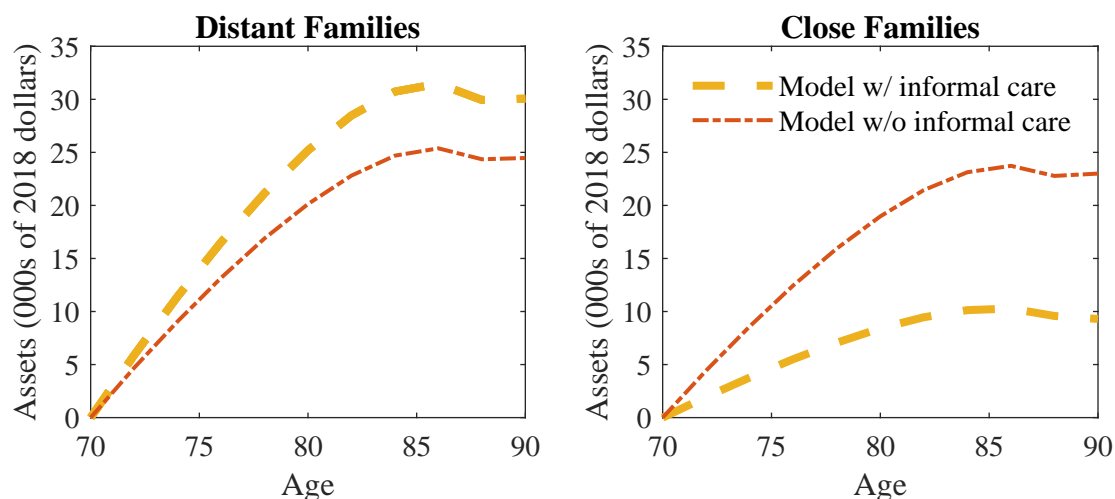 Distant Families
Assets (000s of 2018 dollars)
35
30
25
20
15
10
5
0
70 75 80 85 90
Age
Close Families
Assets (000s of 2018 dollars)
35
30
25
20
15
10
5
0
Model w/ informal care
Model w/o informal care
70 75 80 85 90
Age